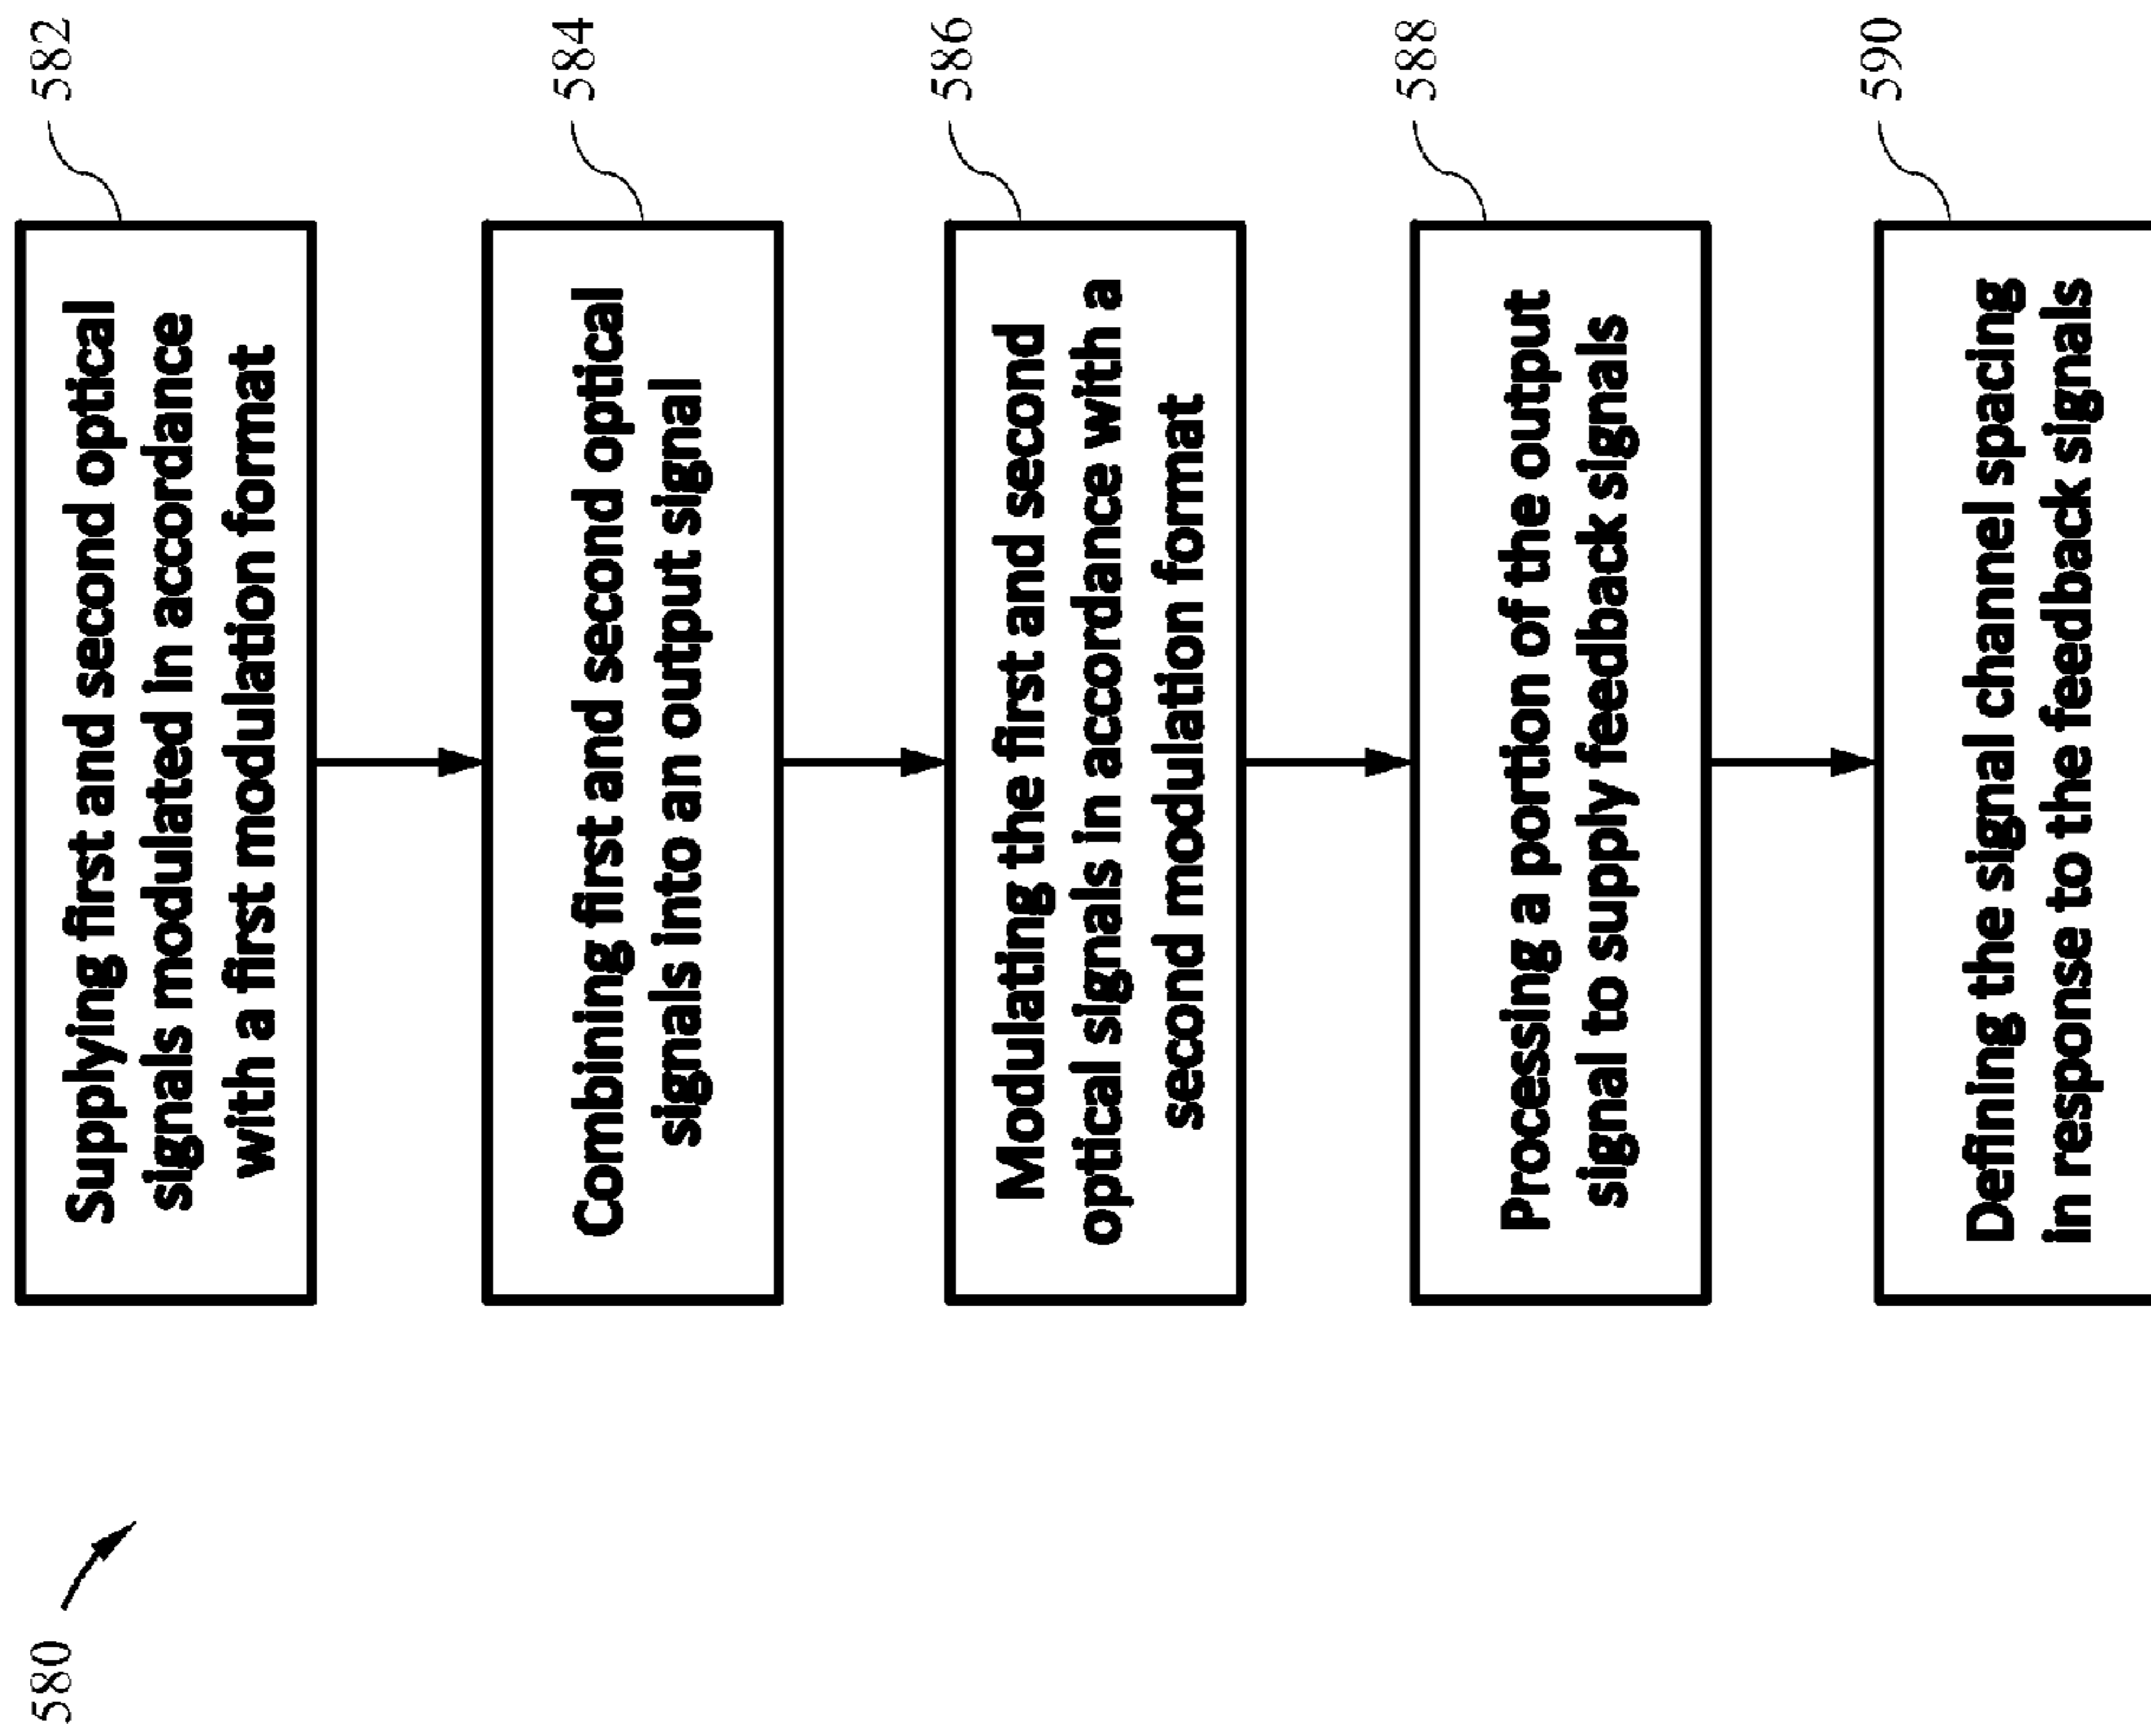 580
582
Supplying first and second optical
signals modulated in accordance
with a first modulation format
584
Combining first and second optical
signals into an output signal
586
Modulating the first and second
optical signals in accordance with a
second modulation format
588
Processing a portion of the output
signal to supply feedback signals
590
Defining the signal channel spacing
in response to the feedback signals